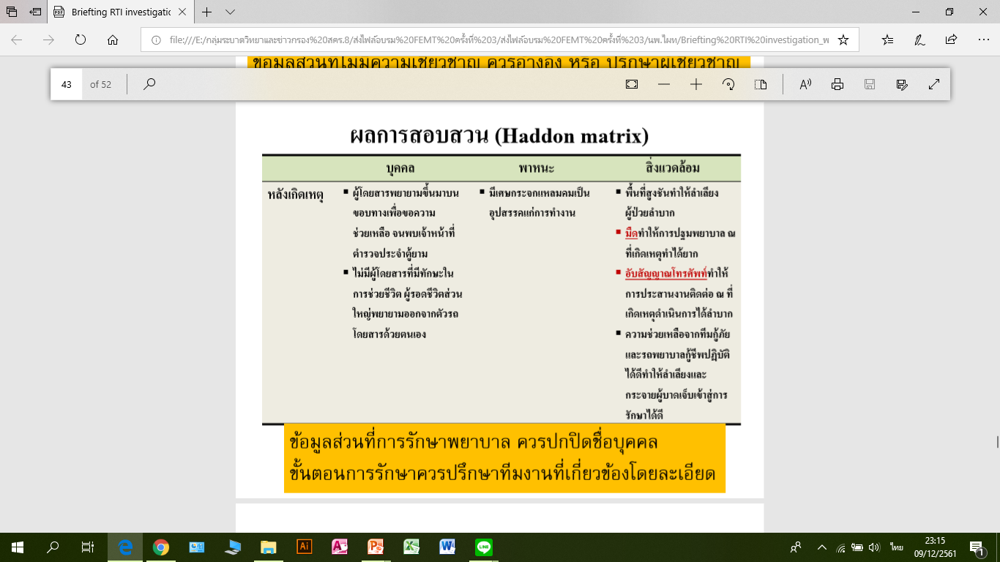 Briefing RTI investigatio
file:///E:/กลุ่มระบาดวิทยาและข่าวกรอง%20สคร.8/ส่งไฟล์อบรม%20FEMT%20ครั้งที่%203/ส่งไฟล์อบรม%20FEMT%20ครั้งที่%203/นพ.ไผท/Briefting%20RTI%20investigation_w
ข้อมูลส่วนที่ไม่มีความเชี่ยวชาญ ควรอ้างอิง หรือ ปรึกษาผู้เชี่ยวชาญ
43 of 52
ผลการสอบสวน (Haddon matrix)
บุคคล พาหนะ สิ่งแวดล้อม
หลังเกิดเหตุ
ผู้โดยสารพยายามขึ้นมาบน
ขอบทางเพื่อขอความ
ช่วยเหลือ จนพบเจ้าหน้าที่
ตำรวจประจำตู้ยาม
ไม่มีผู้โดยสารที่มีทักษะใน
การช่วยชีวิต ผู้รอดชีวิตส่วน
ใหญ่พยายามออกจากตัวรถ
โดยสารด้วยตนเอง
มีเศษกระจกแหลมคมเป็น
อุปสรรคแก่การทำงาน
พื้นที่สูงชันทำให้ลำเลียง
ผู้ป่วยลำบาก
มืดทำให้การปฐมพยาบาล ณ
ที่เกิดเหตุทำได้ยาก
อับสัญญาณโทรศัพท์ทำให้
การประสานงานติดต่อ ณ ที่
เกิดเหตุดำเนินการได้ลำบาก
ความช่วยเหลือจากทีมกู้ภัย
และรถพยาบาลกู้ชีพปฏิบัติ
ได้ดีทำให้ลำเลียงและ
กระจายผู้บาดเจ็บเข้าสู่การ
รักษาได้ดี
ข้อมูลส่วนที่การรักษาพยาบาล ควรปกปิดชื่อบุคคล
ขั้นตอนการรักษาควรปรึกษาทีมงานที่เกี่ยวข้องโดยละเอียด
ไทย
23:15
09/12/2561
1